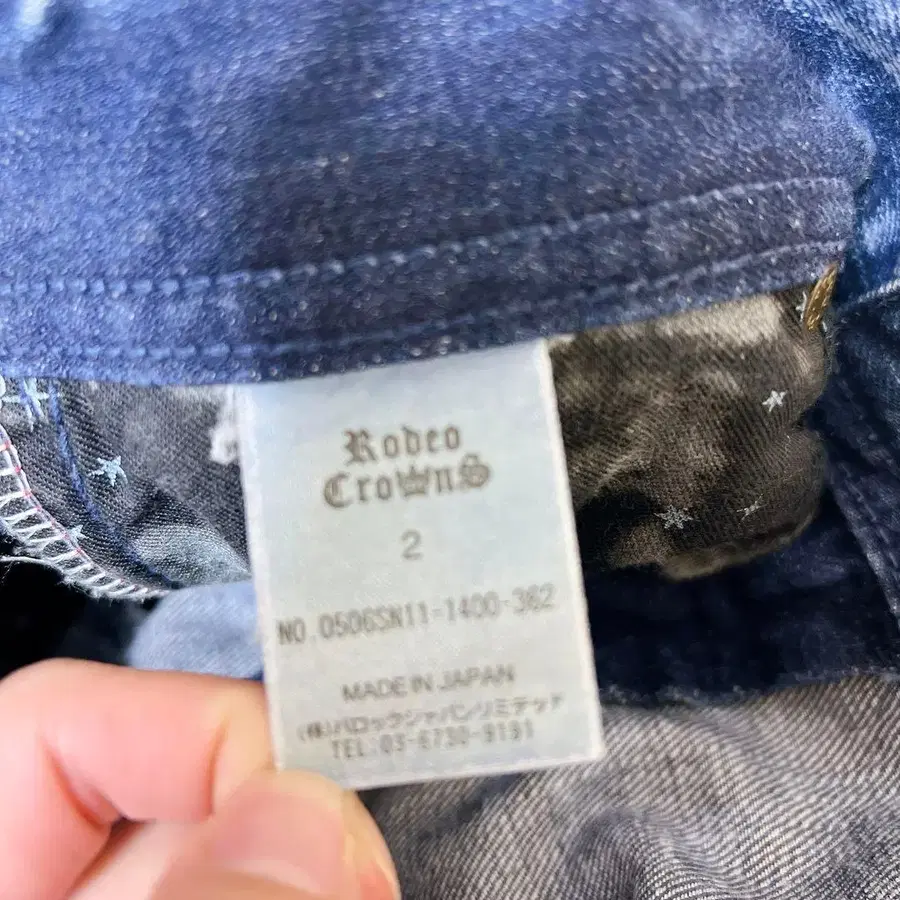 Rodeo
CrownS
2
NO.0506SN11-1400-362
MADE IN JAPAN
(株)バロックジャパンリミテッド
TEL:03-6730-9191